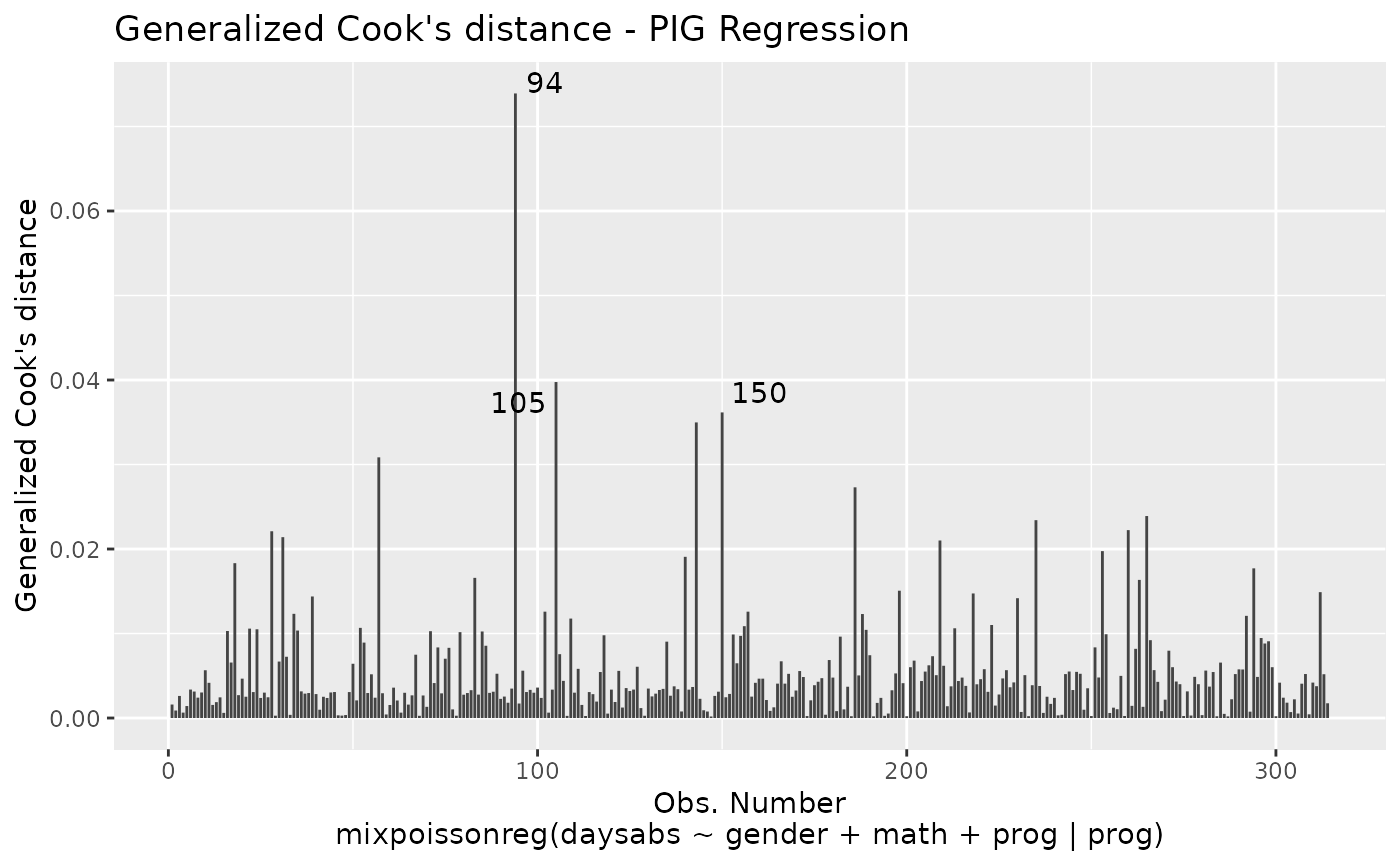 Generalized Cook's distance - PIG Regression
94
0.06
0.04
150
105
Generalized Cook's distance
0.02
0.00
0
100
200
300
Obs. Number
mixpoissonreg(daysabs ~ gender + math + prog | prog)